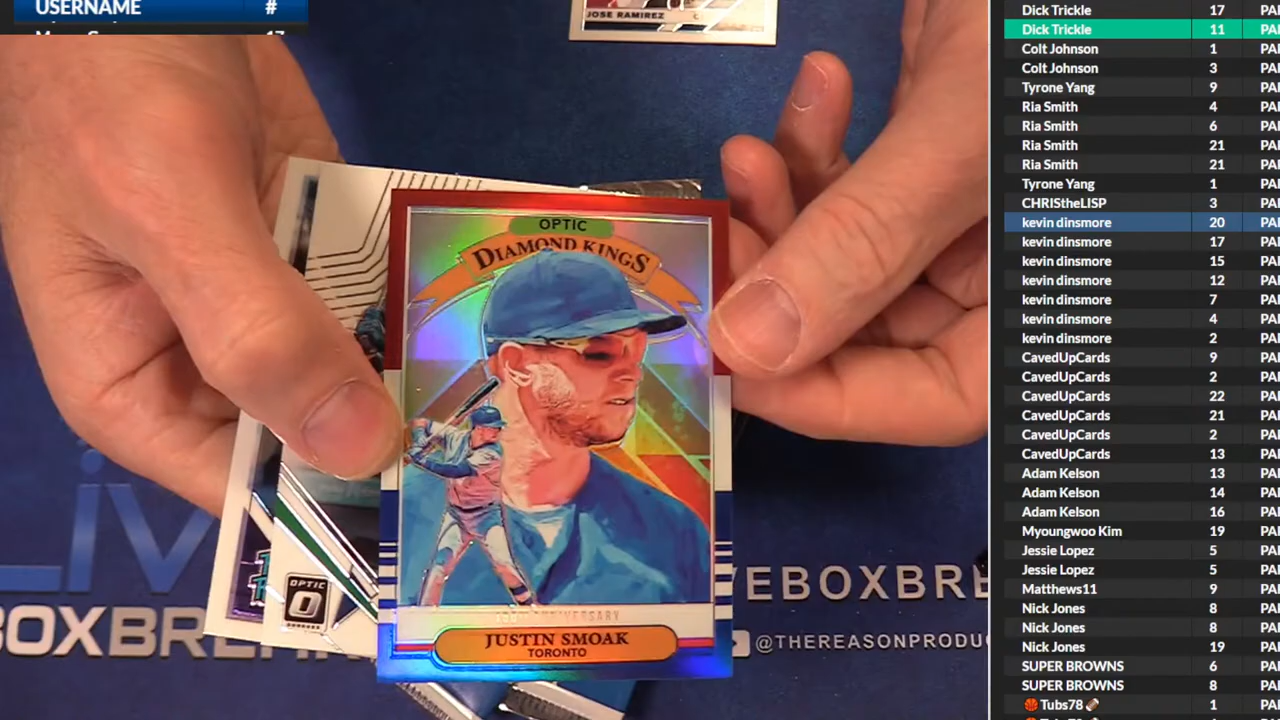 USERNAME #
17
JOSE RAMIREZ C
OPTIC
DIAMOND KINGS
OPTIC
JUSTIN SMOAK
TORONTO
LIV
BOXBRE
EBOXBRE
@THEREASONPRODU
Dick Trickle 17 PAI
Dick Trickle 11 PAI
Colt Johnson 1 PAI
Colt Johnson 3 PAI
Tyrone Yang 9 PAI
Ria Smith 4 PAI
Ria Smith 6 PAI
Ria Smith 21 PAI
Ria Smith 21 PAI
Tyrone Yang 1 PAI
CHRIStheLISP 3 PAI
kevin dinsmore 20 PAI
kevin dinsmore 17 PAI
kevin dinsmore 15 PAI
kevin dinsmore 12 PAI
kevin dinsmore 7 PAI
kevin dinsmore 4 PAI
kevin dinsmore 2 PAI
CavedUpCards 9 PAI
CavedUpCards 2 PAI
CavedUpCards 22 PAI
CavedUpCards 21 PAI
CavedUpCards 2 PAI
CavedUpCards 13 PAI
Adam Kelson 13 PAI
Adam Kelson 14 PAI
Adam Kelson 16 PAI
Myoungwoo Kim 19 PAI
Jessie Lopez 5 PAI
Jessie Lopez 5 PAI
Matthews11 9 PAI
Nick Jones 8 PAI
Nick Jones 8 PAI
Nick Jones 19 PAI
SUPER BROWNS 6 PAI
SUPER BROWNS 8 PAI
🏀 Tubs78 🏈 1 PAI